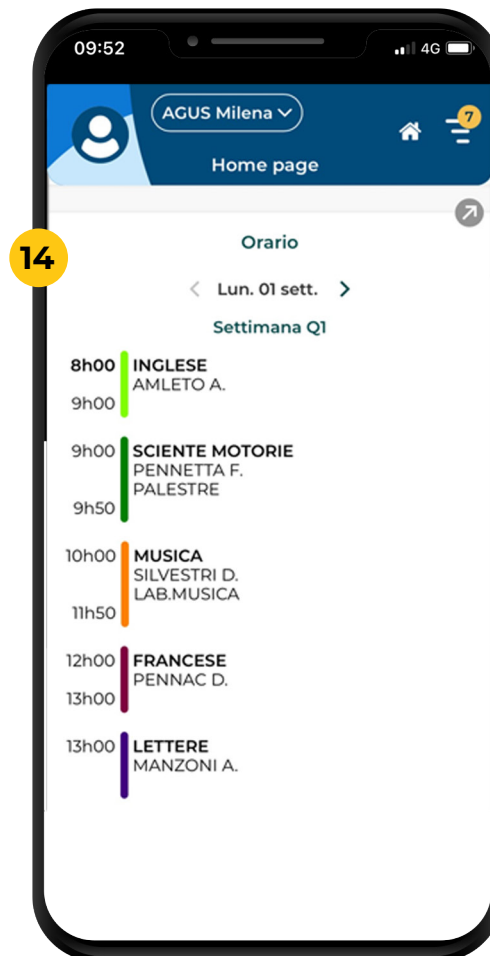 09:52
4G
AGUS Milena
7
Home page
14
Orario
Lun. 01 sett.
Settimana Q1
8h00 INGLESE
AMLETO A.
9h00
9h00 SCIENTE MOTORIE
PENNETTA F.
PALESTRE
9h50
10h00 MUSICA
SILVESTRI D.
LAB.MUSICA
11h50
12h00 FRANCESE
PENNAC D.
13h00
13h00 LETTERE
MANZONI A.